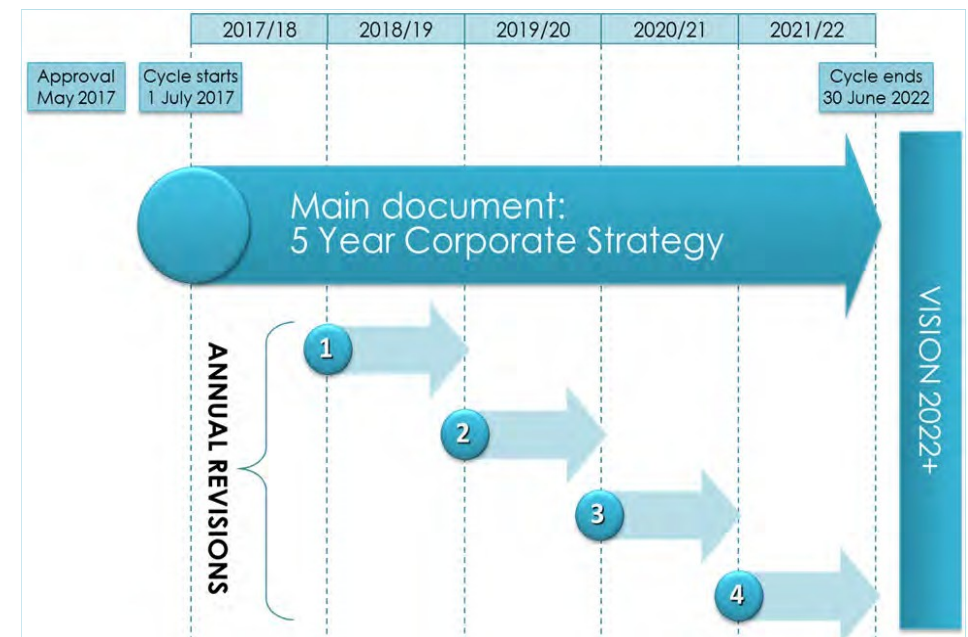 2017/18 2018/19 2019/20 2020/21 2021/22
Approval
May 2017
Cycle starts
1 July 2017
Cycle ends
30 June 2022
Main document:
5 Year Corporate Strategy
VISION 2022+
ANNUAL REVISIONS
1
2
3
4